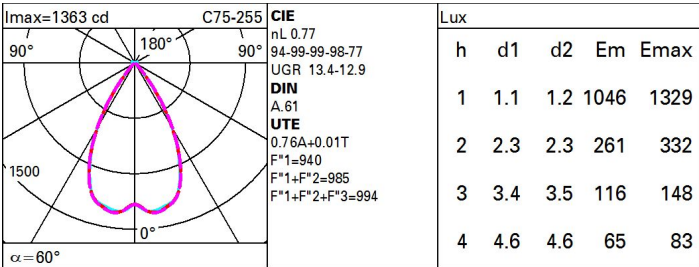 Imax=1363 cd C75-255
90° 180° 90°
1500
0°
α=60°
CIE
nL 0.77
94-99-99-98-77
UGR 13.4-12.9
DIN
A.61
UTE
0.76A+0.01T
F"1=940
F"1+F"2=985
F"1+F"2+F"3=994
Lux
h d1 d2 Em Emax
1 1.1 1.2 1046 1329
2 2.3 2.3 261 332
3 3.4 3.5 116 148
4 4.6 4.6 65 83